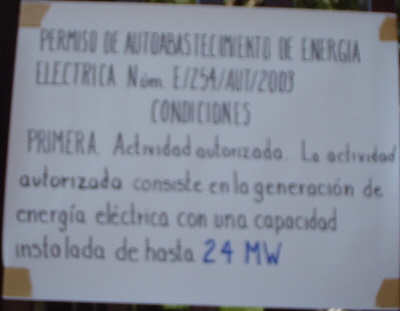 PERMISO DE AUTOABASTECIMIENTO DE ENERGIA
ELECTRICA Núm. E/254/AUT/2003
CONDICIONES
PRIMERA. Actividad autorizada. La actividad
autorizada consiste en la generación de
energía eléctrica con una capacidad
instalada de hasta 24 MW